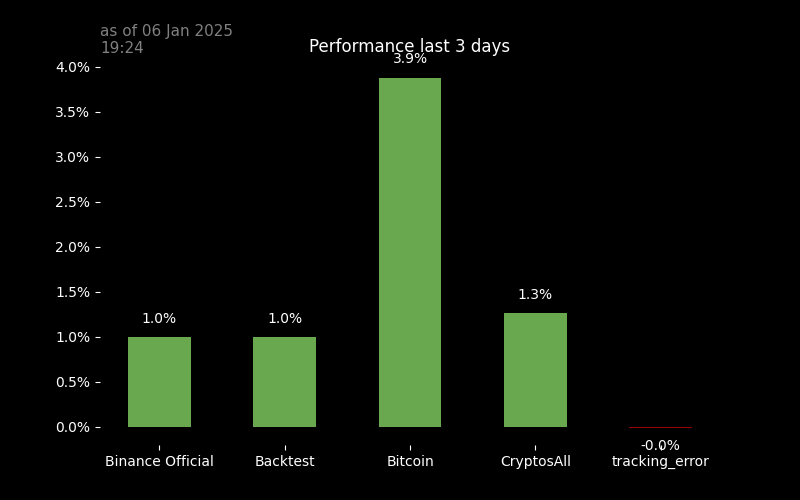 as of 06 Jan 2025
19:24
Performance last 3 days
4.0%
3.5%
3.0%
2.5%
2.0%
1.5%
1.0%
0.5%
0.0%
1.0%
1.0%
3.9%
1.3%
-0.0%
Binance Official
Backtest
Bitcoin
CryptosAll
tracking_error